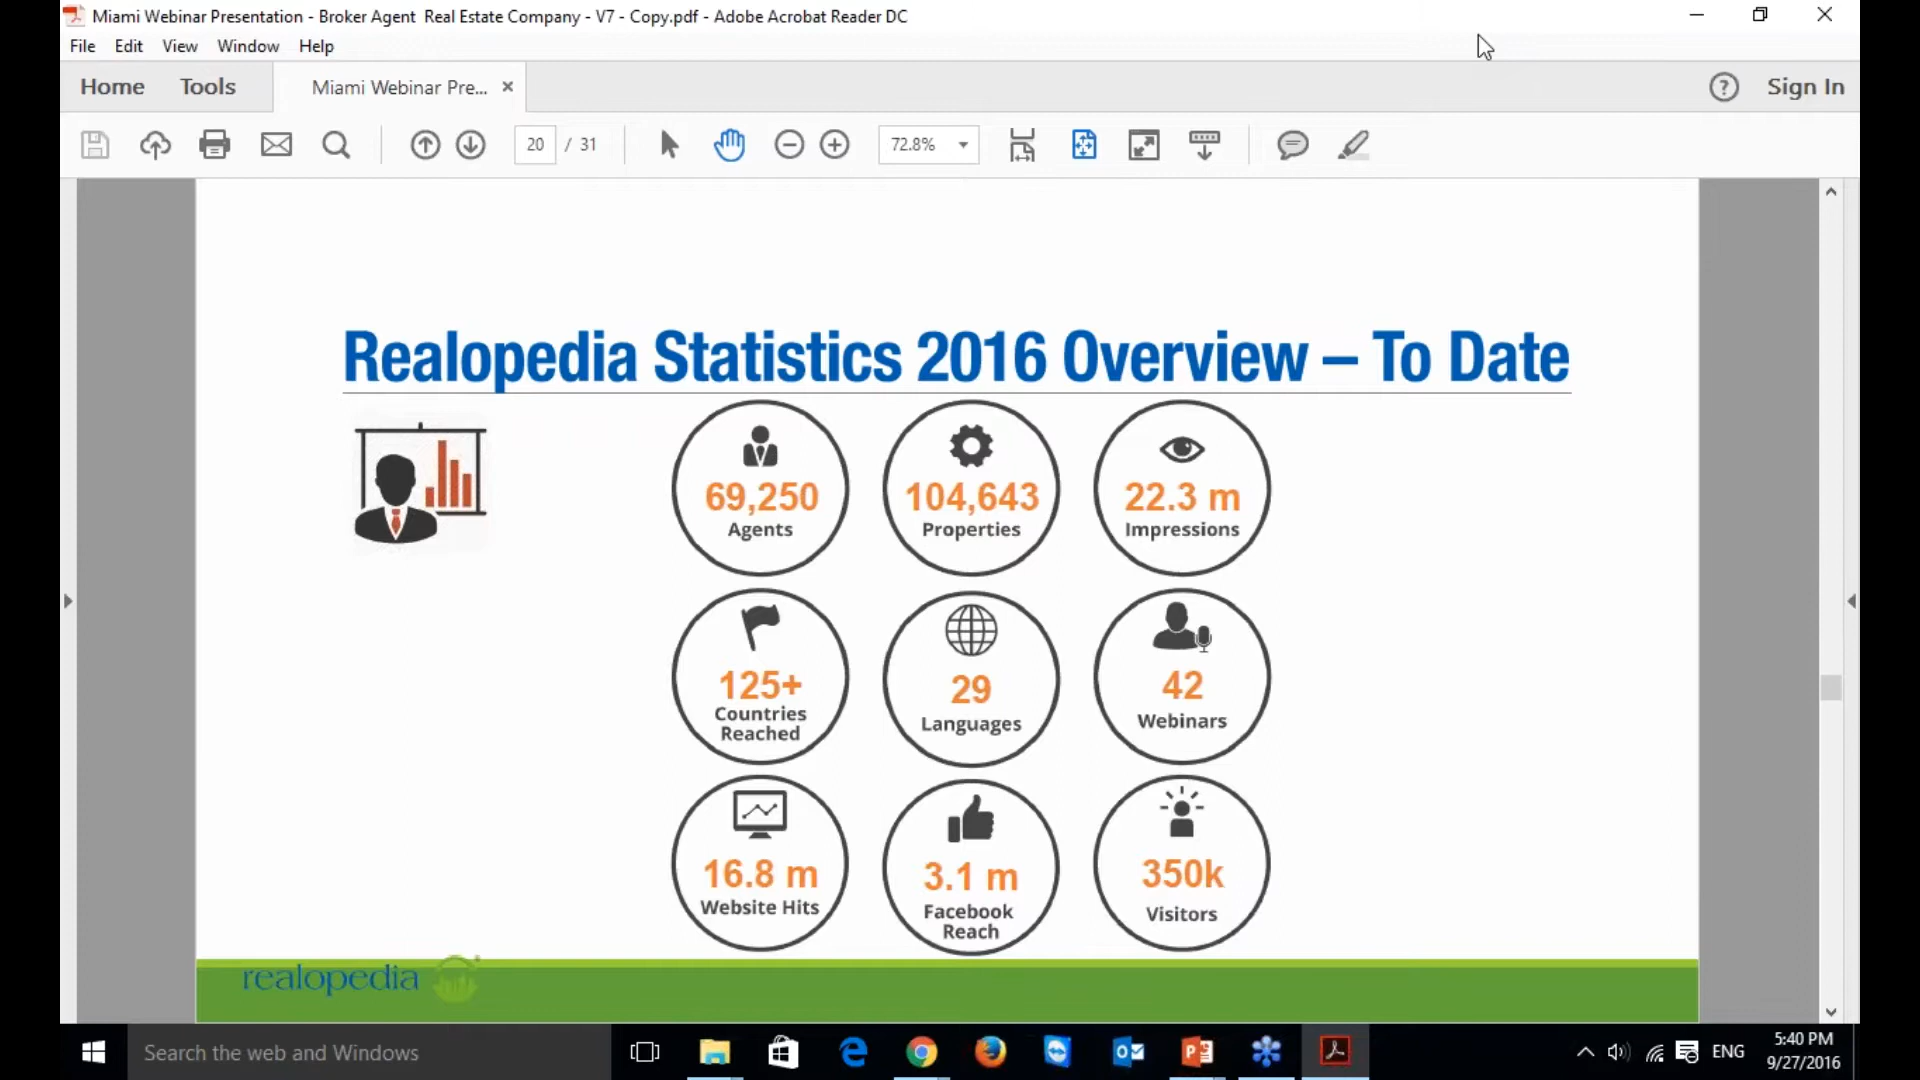 Miami Webinar Presentation - Broker Agent  Real Estate Company - V7 - Copy.pdf - Adobe Acrobat Reader DC
File Edit View Window Help
Home Tools Miami Webinar Pre... × ? Sign In
20 / 31 72.8%
Realopedia Statistics 2016 Overview – To Date
69,250
Agents
104,643
Properties
22.3 m
Impressions
125+
Countries
Reached
29
Languages
42
Webinars
16.8 m
Website Hits
3.1 m
Facebook
Reach
350k
Visitors
realopedia
Search the web and Windows
ENG
5:40 PM
9/27/2016